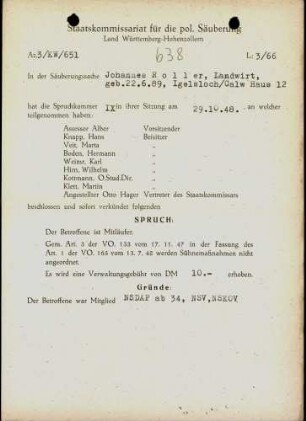 Staatskommissariat für die pol. Säuberung
Land Württemberg-Hohenzollern
Az: 3/KW/651
638
L: 3/66
In der Säuberungssache Johannes Holler, Landwirt,
geb.22.6.89, Igelsloch/Calw Haus 12
hat die Spruchkammer IX in ihrer Sitzung am 29.10.48. an welcher
teilgenommen haben:
Assessor Alber Vorsitzender
Knapp, Hans Beisitzer
Veit, Marta
Boden, Hermann
Weimer, Karl
Hirn, Wilhelm
Kottmann, O.Stud.Dir.
Klett, Martin
Angestellter Otto Hager Vertreter des Staatskommissars
beschlossen und sofort verkündet folgenden
SPRUCH:
Der Betroffene ist Mitläufer.
Gem. Art. 3 der VO. 133 vom 17. 11. 47 in der Fassung des
Art. 1 der VO. 165 vom 13. 7. 48 werden Sühnemaßnahmen nicht
angeordnet.
Es wird eine Verwaltungsgebühr von DM 10.- erhoben.
Gründe:
Der Betroffene war Mitglied NSDAP ab 34, NSV, NSKOV